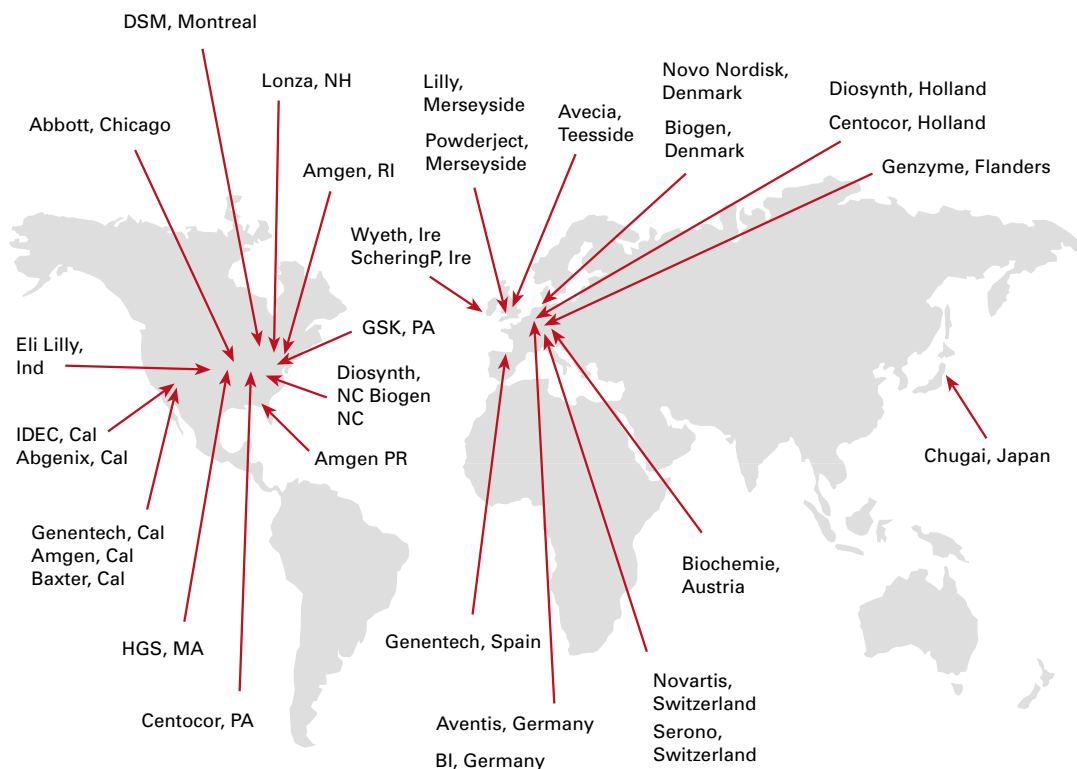 DSM, Montreal
Lonza, NH
Abbott, Chicago
Amgen, RI
Lilly,
Merseyside
Powderject,
Merseyside
Avecia,
Teesside
Novo Nordisk,
Denmark
Biogen,
Denmark
Diosynth, Holland
Centocor, Holland
Genzyme, Flanders
Wyeth, Ire
ScheringP, Ire
GSK, PA
Eli Lilly,
Ind
Diosynth,
NC Biogen
NC
IDEC, Cal
Abgenix, Cal
Amgen PR
Chugai, Japan
Genentech, Cal
Amgen, Cal
Baxter, Cal
Biochemie,
Austria
HGS, MA
Genentech, Spain
Centocor, PA
Novartis,
Switzerland
Serono,
Switzerland
Aventis, Germany
BI, Germany